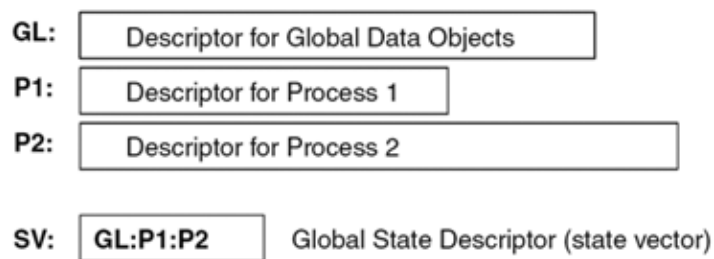 GL: Descriptor for Global Data Objects
P1: Descriptor for Process 1
P2: Descriptor for Process 2
SV: GL:P1:P2 Global State Descriptor (state vector)